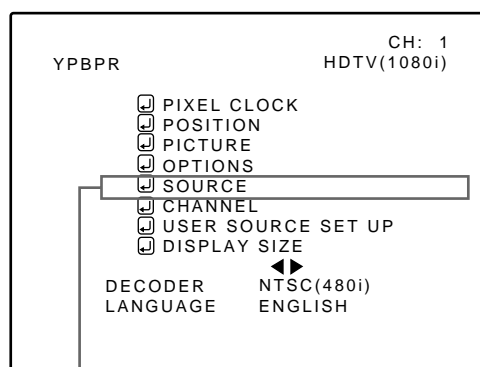 CH: 1
YPBPR HDTV(1080i)
PIXEL CLOCK
POSITION
PICTURE
OPTIONS
SOURCE
CHANNEL
USER SOURCE SET UP
DISPLAY SIZE
DECODER NTSC(480i)
LANGUAGE ENGLISH